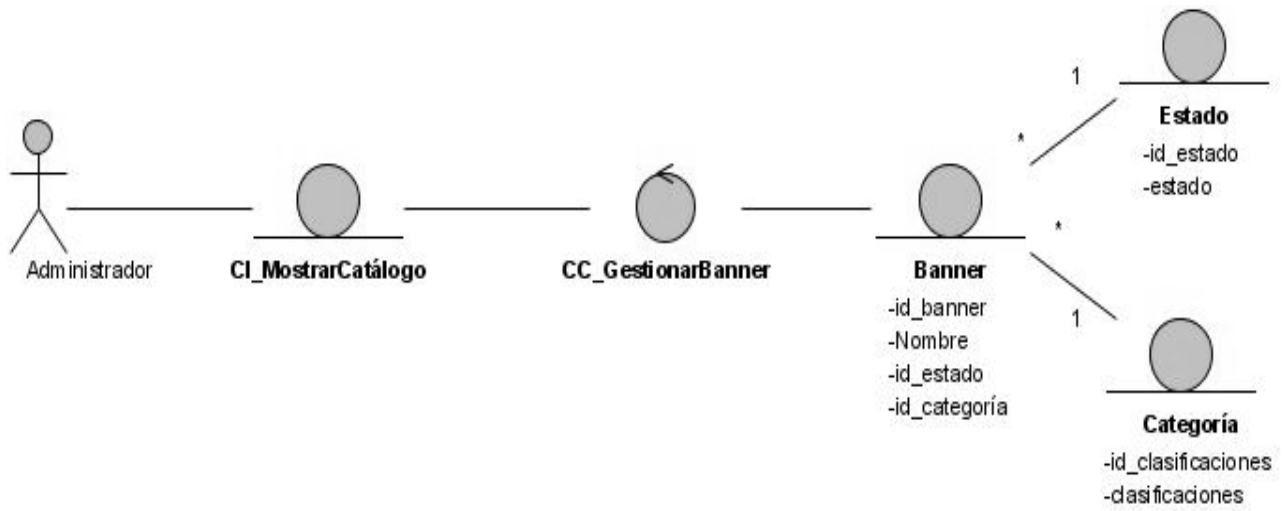 1
Estado
-id_estado
-estado
*
Administrador
CI_MostrarCatálogo
CC_GestionarBanner
Banner
-id_banner
-Nombre
-id_estado
-id_categoría
*
1
Categoría
-id_clasificaciones
-clasificaciones